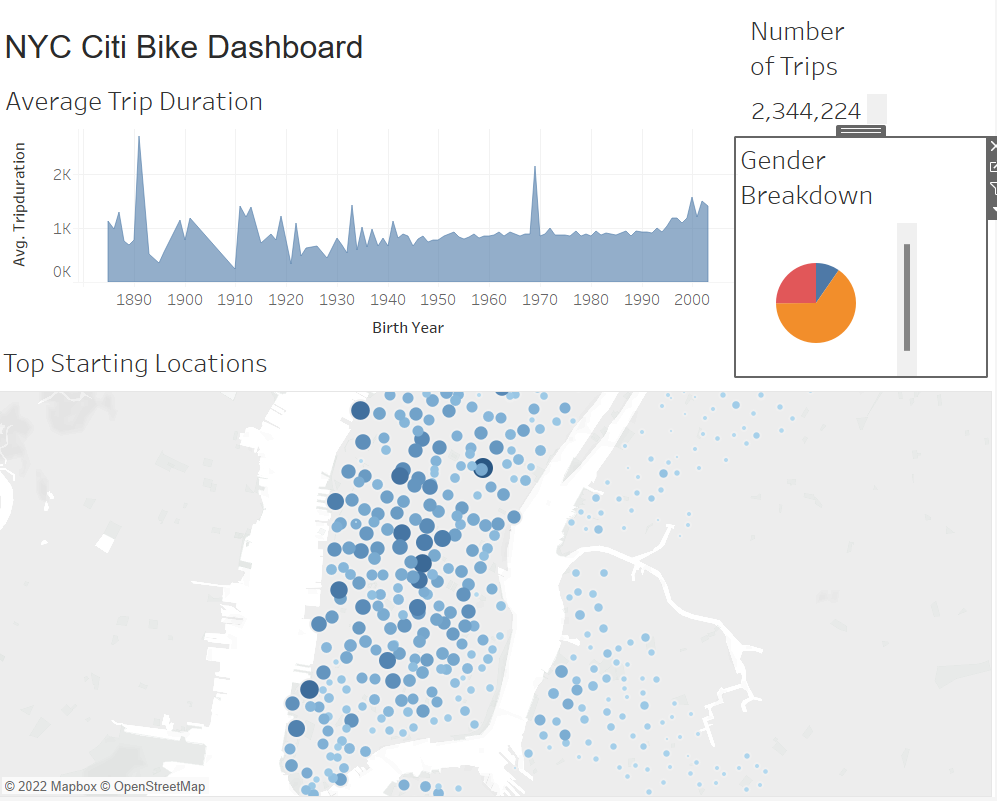 NYC Citi Bike Dashboard
Average Trip Duration
Avg. Tripduration
2K
1K
0K
1890 1900 1910 1920 1930 1940 1950 1960 1970 1980 1990 2000
Birth Year
Number
of Trips
2,344,224
Gender
Breakdown
Top Starting Locations
© 2022 Mapbox © OpenStreetMap